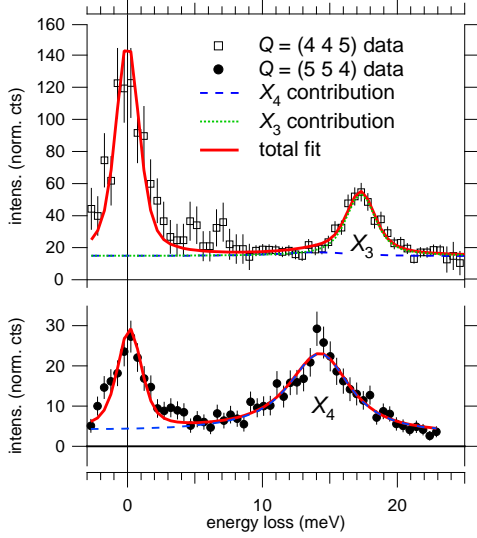 160
140
120
100
80
60
40
20
0
intens. (norm. cts)
Q = (4 4 5) data
Q = (5 5 4) data
X4 contribution
X3 contribution
total fit
X3
30
20
10
0
intens. (norm. cts)
X4
0 10 20
energy loss (meV)